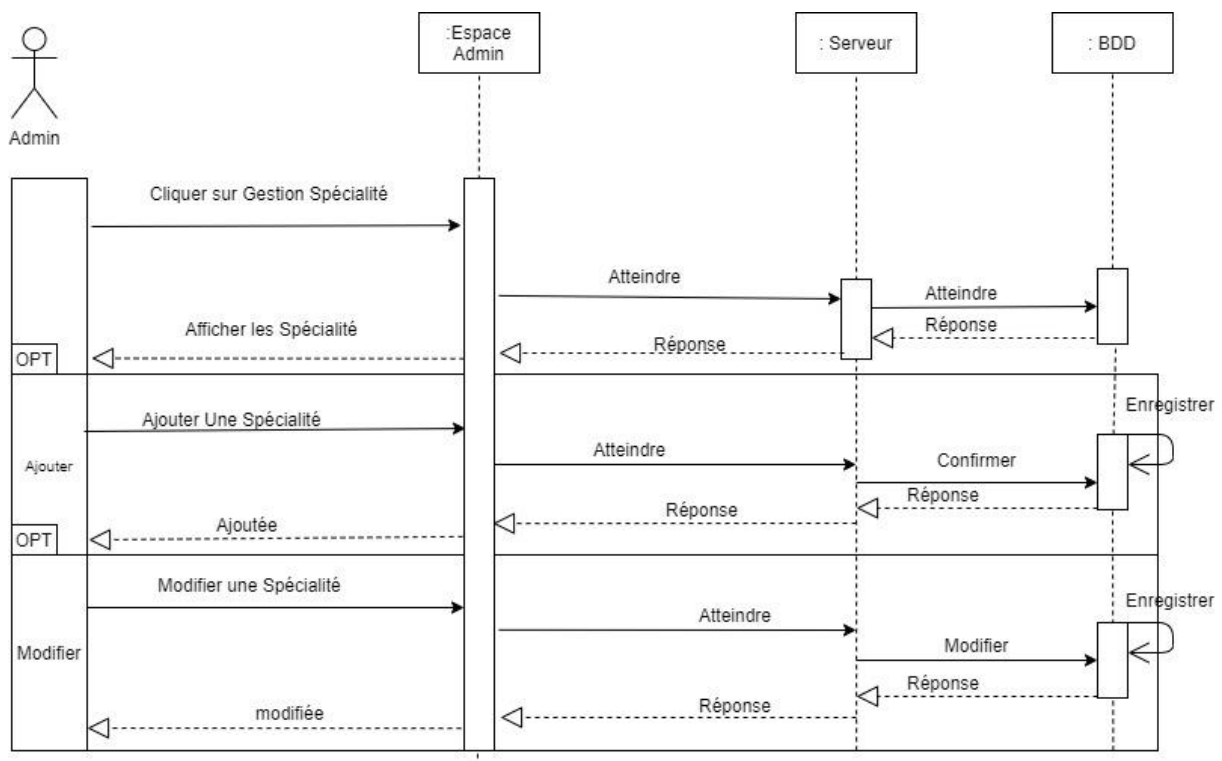 :Espace
Admin
: Serveur
: BDD
Admin
Cliquer sur Gestion Spécialité
Atteindre
Atteindre
Réponse
Afficher les Spécialité
Réponse
OPT
Enregistrer
Ajouter Une Spécialité
Atteindre
Confirmer
Ajouter
Réponse
Réponse
Ajoutée
OPT
Modifier une Spécialité
Enregistrer
Atteindre
Modifier
Modifier
Réponse
Réponse
modifiée